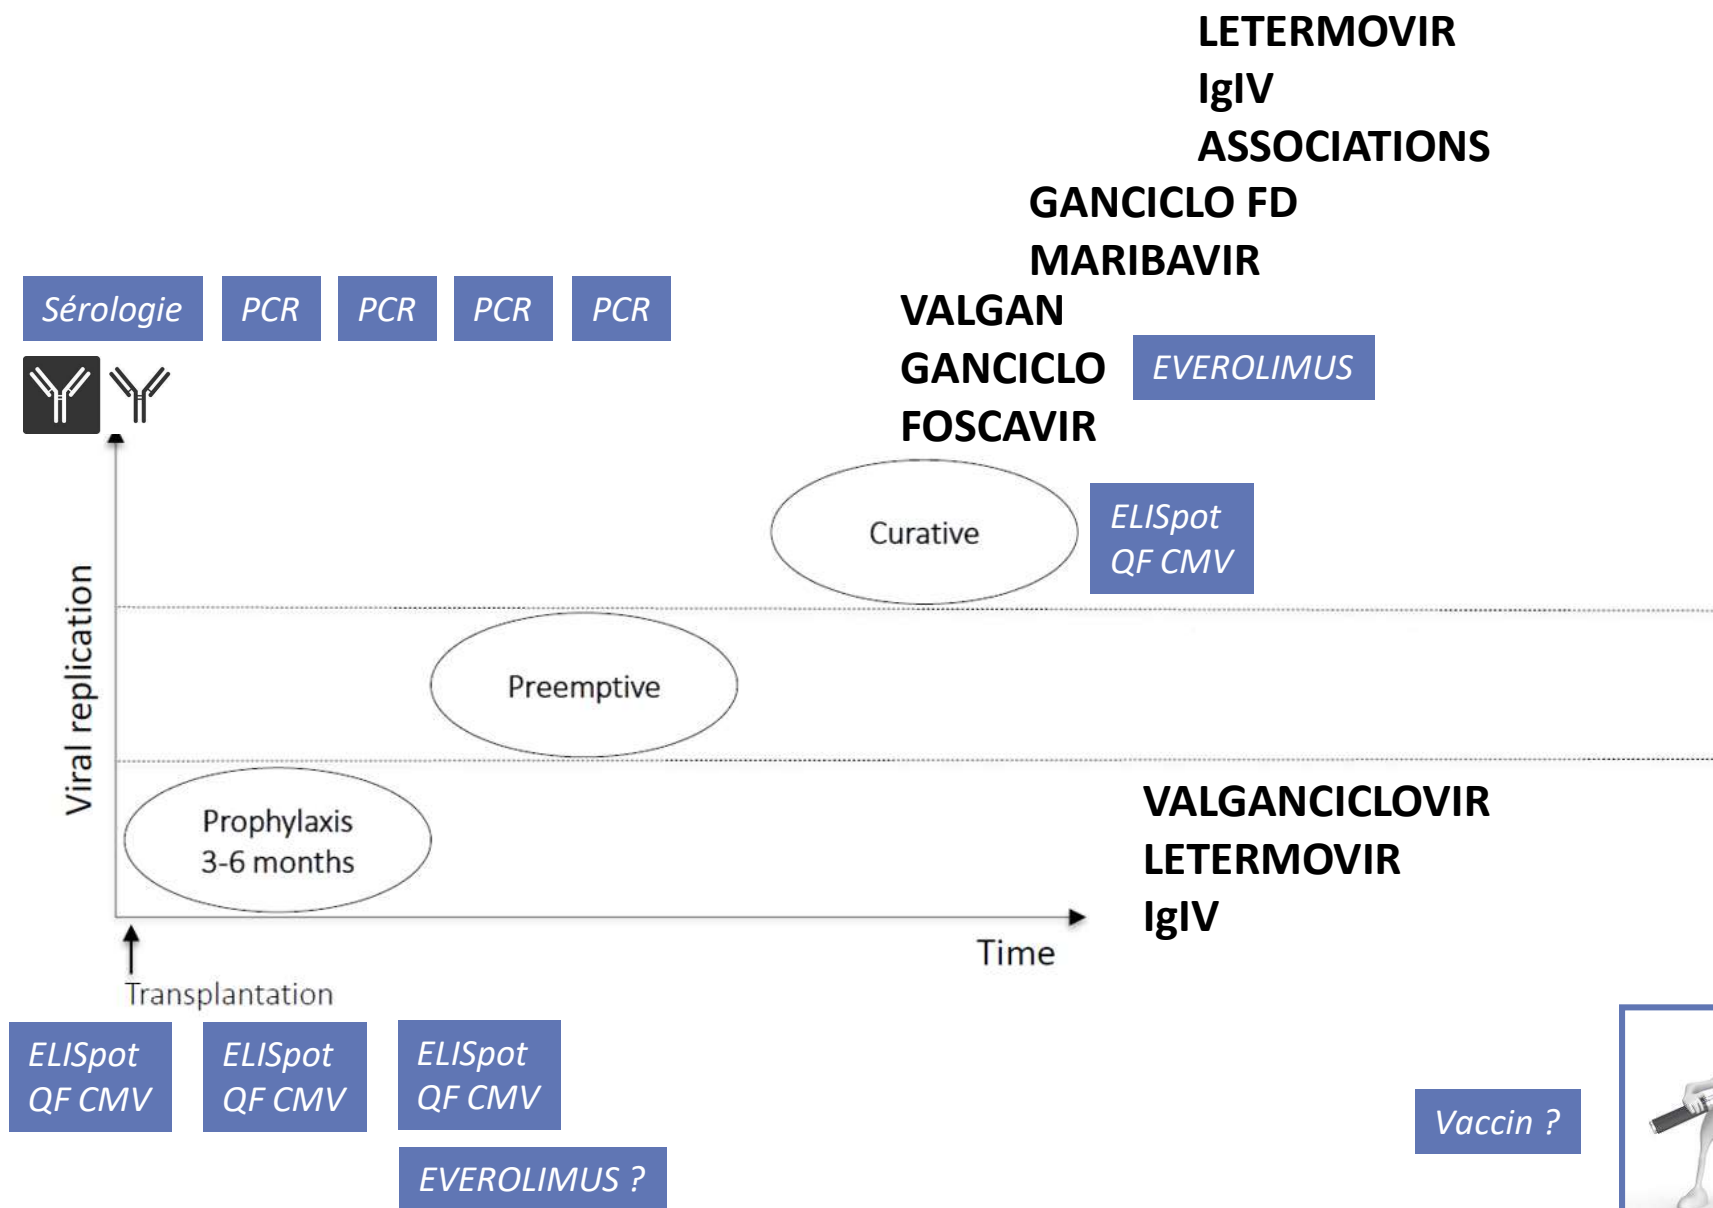 LETERMOVIR
IgIV
ASSOCIATIONS
GANCICLO FD
MARIBAVIR
Sérologie
PCR
PCR
PCR
PCR
VALGAN
GANCICLO
FOSCAVIR
EVEROLIMUS
Curative
ELISpot
QF CMV
Viral replication
Preemptive
Prophylaxis
3-6 months
VALGANCICLOVIR
LETERMOVIR
IgIV
Time
Transplantation
ELISpot
QF CMV
ELISpot
QF CMV
ELISpot
QF CMV
EVEROLIMUS ?
Vaccin ?